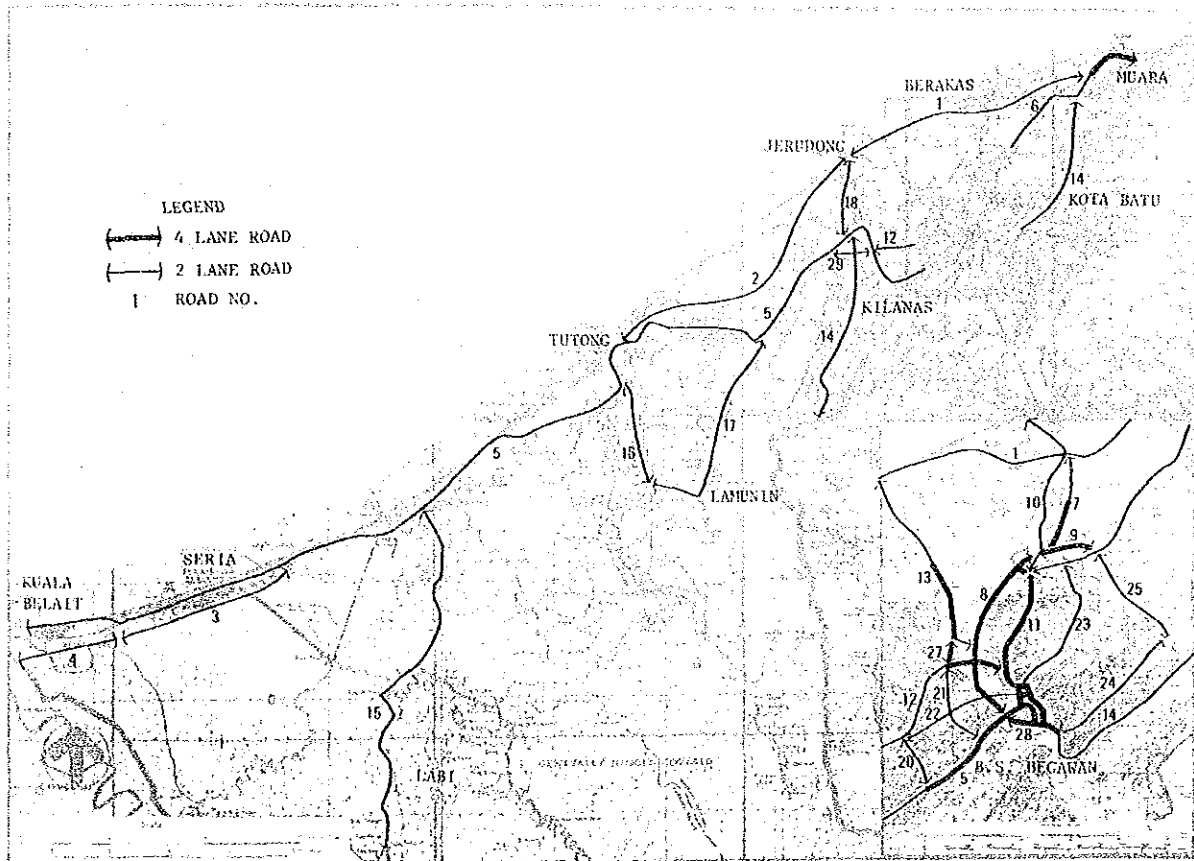 MUARA
BERAKAS
1
6
JERUDONG
14
KOTA BATU
18
12
29
LEGEND
4 LANE ROAD
2 LANE ROAD
1 ROAD NO.
2
5
KILANAS
14
TUTONG
17
16
5
LAMUNIN
1
10
7
9
SERIA
KUALA
BELAIT
3
4
13
8
11
23
25
27
12
21
22
24
14
28
20
5
B.S. BEGAWAN
15
LABI